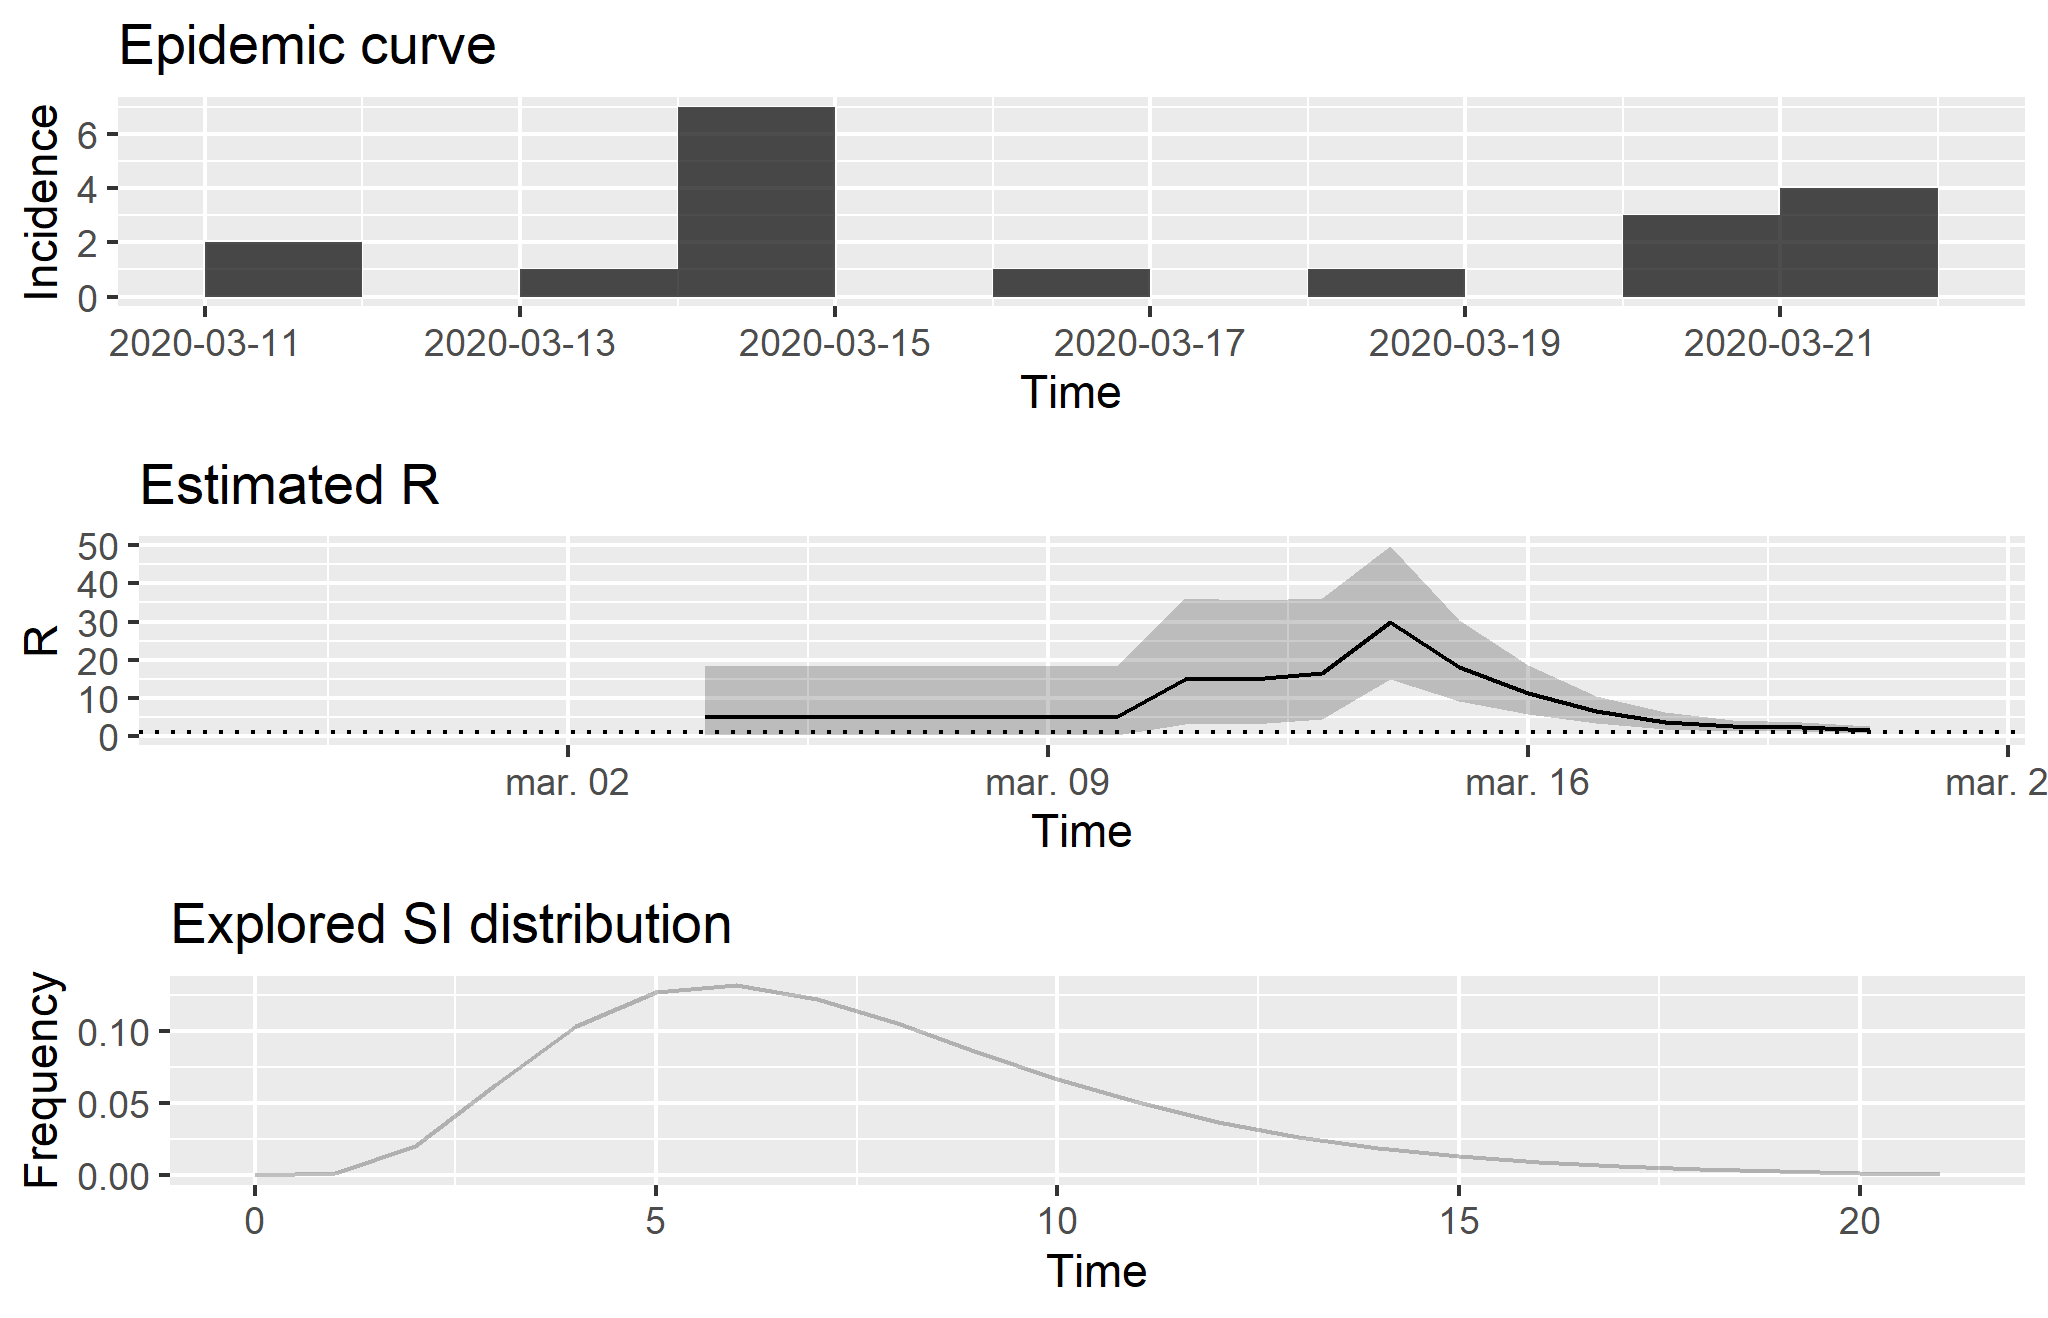 Epidemic curve
Incidence
6
4
2
0
2020-03-11 2020-03-13 2020-03-15 2020-03-17 2020-03-19 2020-03-21
Time
Estimated R
R
50
40
30
20
10
0
mar. 02 mar. 09 mar. 16 mar. 2
Time
Explored SI distribution
Frequency
0.10
0.05
0.00
0 5 10 15 20
Time